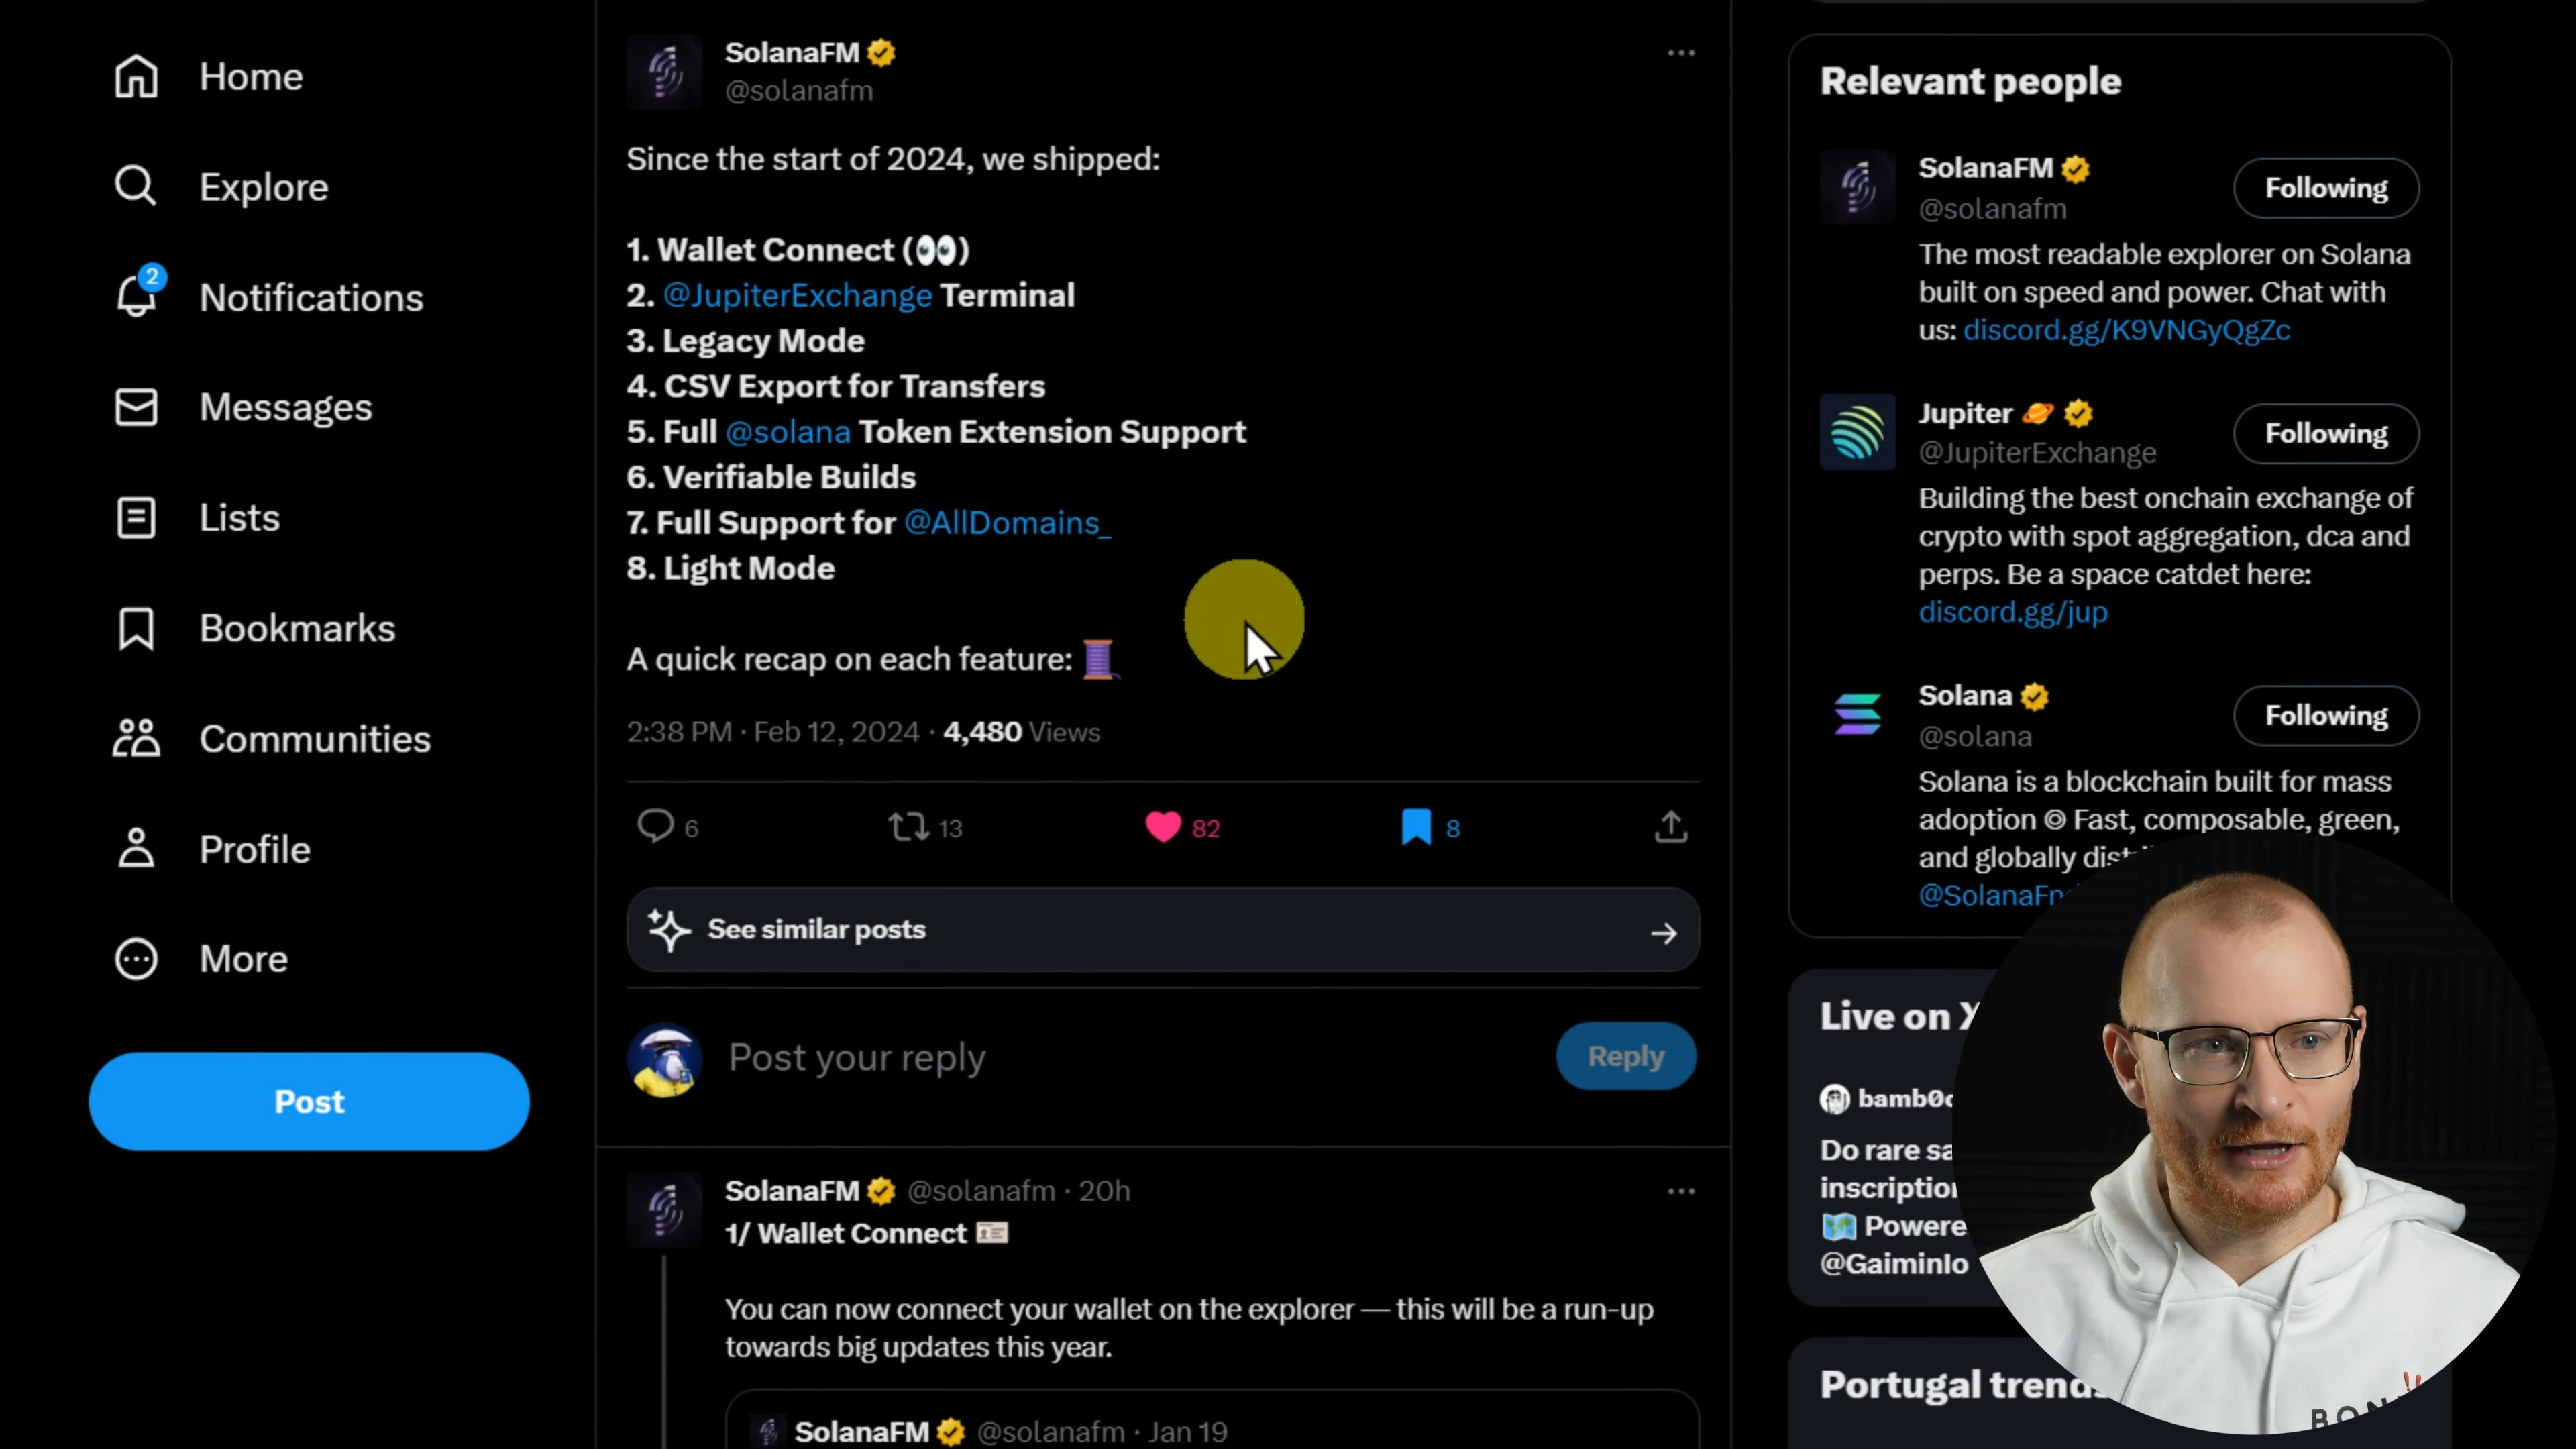 Home
Explore
2
Notifications
Messages
Lists
Bookmarks
Communities
Profile
More
Post
SolanaFM
@solanafm
Since the start of 2024, we shipped:
1. Wallet Connect (👀)
2. @JupiterExchange Terminal
3. Legacy Mode
4. CSV Export for Transfers
5. Full @solana Token Extension Support
6. Verifiable Builds
7. Full Support for @AllDomains_
8. Light Mode
A quick recap on each feature: 🧵
2:38 PM · Feb 12, 2024 · 4,480 Views
6 13 82 8
See similar posts
Post your reply
Reply
SolanaFM @solanafm · 20h
1/ Wallet Connect 🪪
You can now connect your wallet on the explorer — this will be a run-up
towards big updates this year.
SolanaFM @solanafm · Jan 19
Relevant people
SolanaFM
@solanafm
Following
The most readable explorer on Solana
built on speed and power. Chat with
us: discord.gg/K9VNGyQgZc
Jupiter 🪐
@JupiterExchange
Following
Building the best onchain exchange of
crypto with spot aggregation, dca and
perps. Be a space catdet here:
discord.gg/jup
Solana
@solana
Following
Solana is a blockchain built for mass
adoption ◎ Fast, composable, green,
and globally
Live on X
Do rare
🗺️
@GaiminIo
Portugal